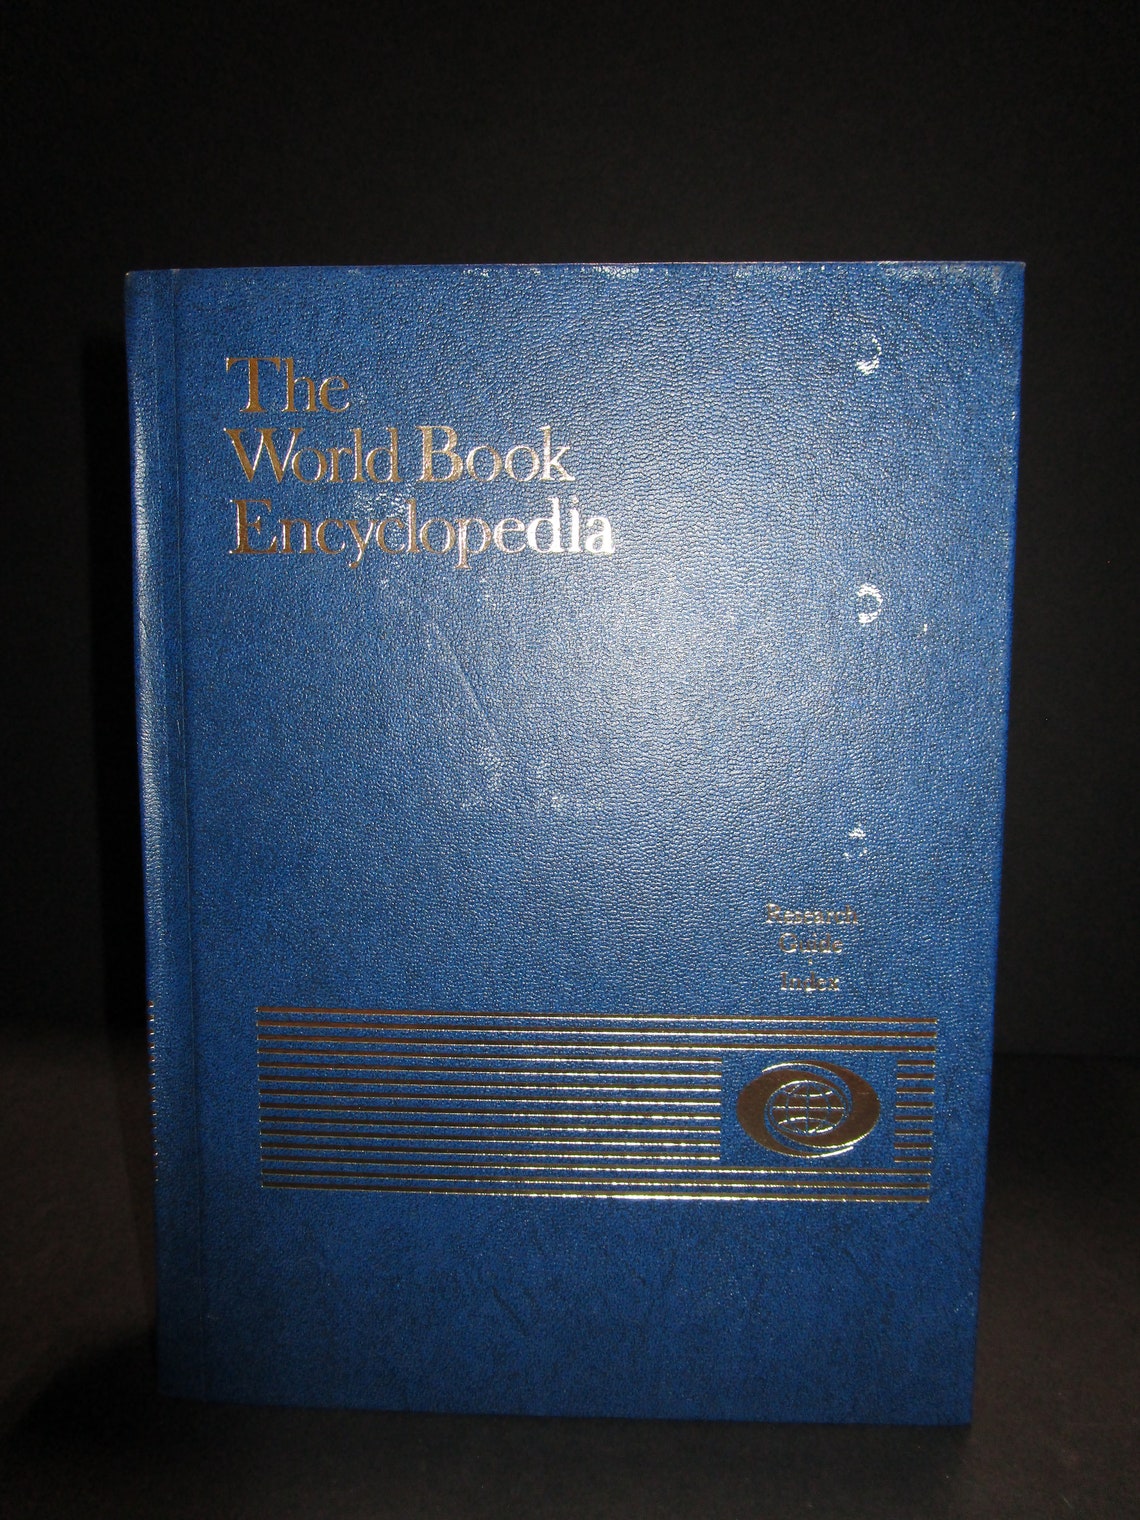 The
World Book
Encyclopedia
Research
Guide
Index